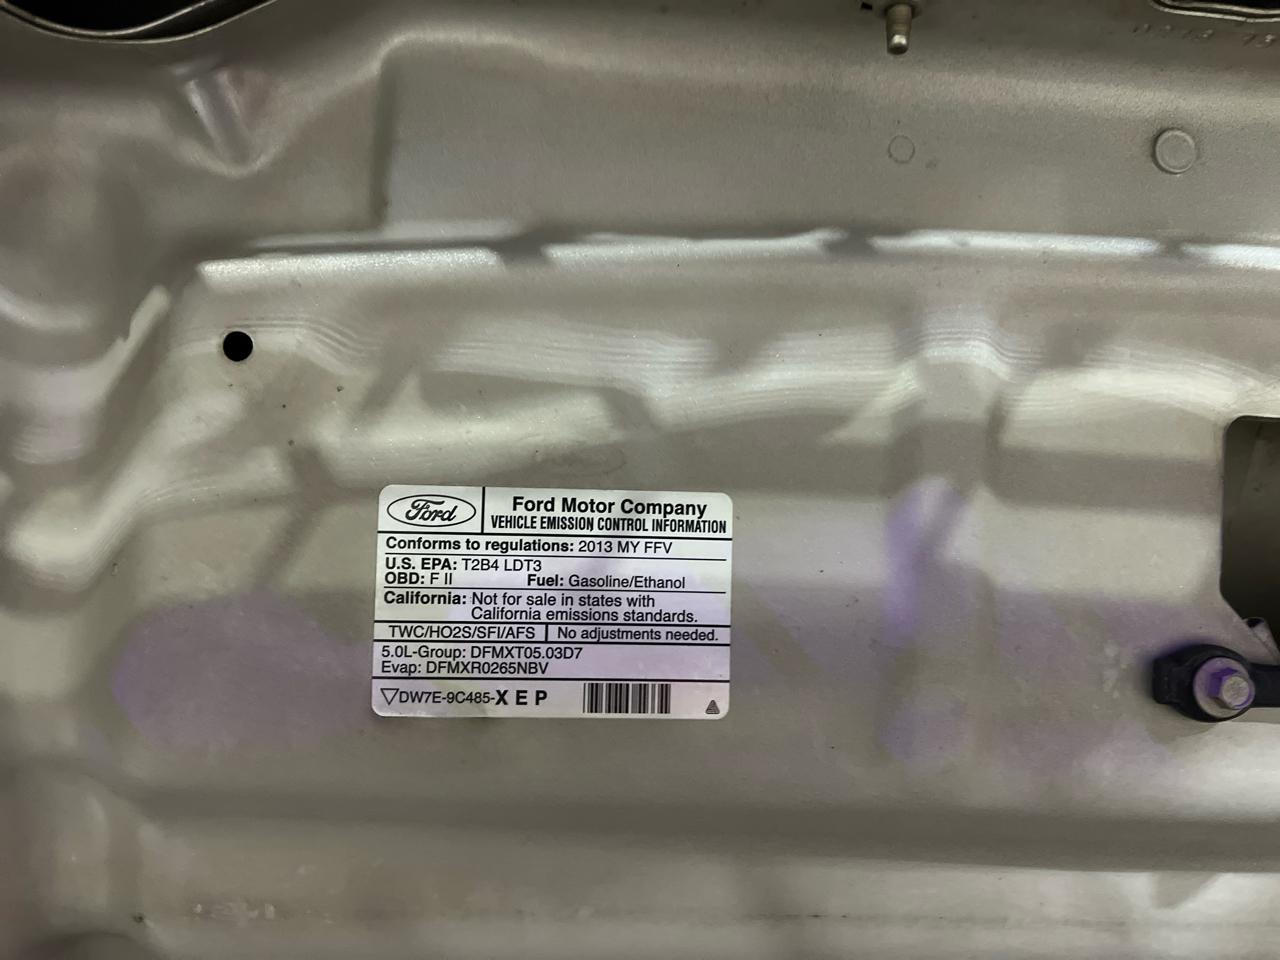 Ford
Ford Motor Company
VEHICLE EMISSION CONTROL INFORMATION
Conforms to regulations: 2013 MY FFV
U.S. EPA: T2B4 LDT3
OBD: F II Fuel: Gasoline/Ethanol
California: Not for sale in states with
California emissions standards.
TWC/HO2S/SFI/AFS No adjustments needed.
5.0L-Group: DFMXT05.03D7
Evap: DFMXR0265NBV
DW7E-9C485-X E P